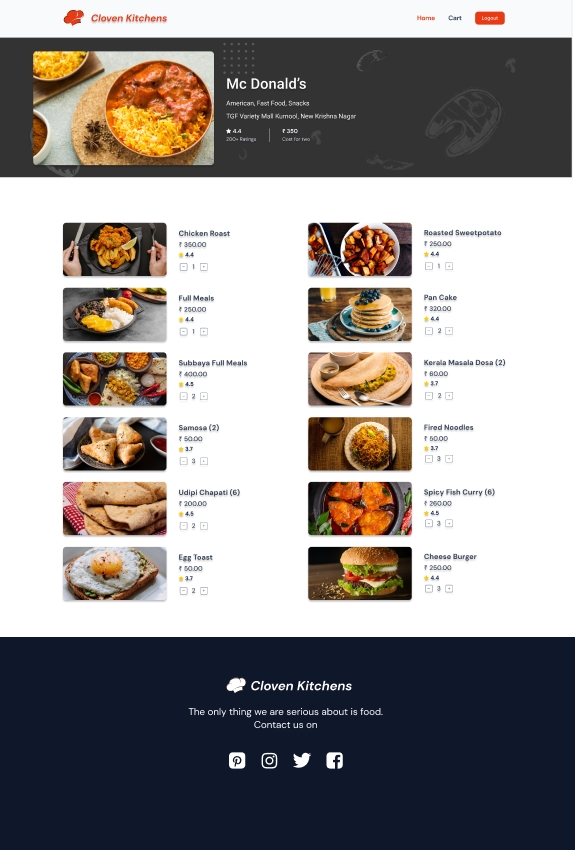 Cloven Kitchens
Home
Cart
Logout
Mc Donald's
American, Fast Food, Snacks
TGF Variety Mall Kurnool, New Krishna Nagar
4.4
200+ Ratings
₹ 350
Cost for two
Chicken Roast
₹ 350.00
4.4
- 1 +
Roasted Sweetpotato
₹ 250.00
4.4
- 1 +
Full Meals
₹ 250.00
4.4
- 1 +
Pan Cake
₹ 320.00
4.4
- 2 +
Subbaya Full Meals
₹ 400.00
4.5
- 2 +
Kerala Masala Dosa (2)
₹ 60.00
3.7
- 2 +
Samosa (2)
₹ 50.00
3.7
- 3 +
Fired Noodles
₹ 50.00
3.7
- 3 +
Udipi Chapati (6)
₹ 200.00
4.5
- 2 +
Spicy Fish Curry (6)
₹ 260.00
4.5
- 3 +
Egg Toast
₹ 50.00
3.7
- 2 +
Cheese Burger
₹ 250.00
4.4
- 3 +
Cloven Kitchens
The only thing we are serious about is food.
Contact us on